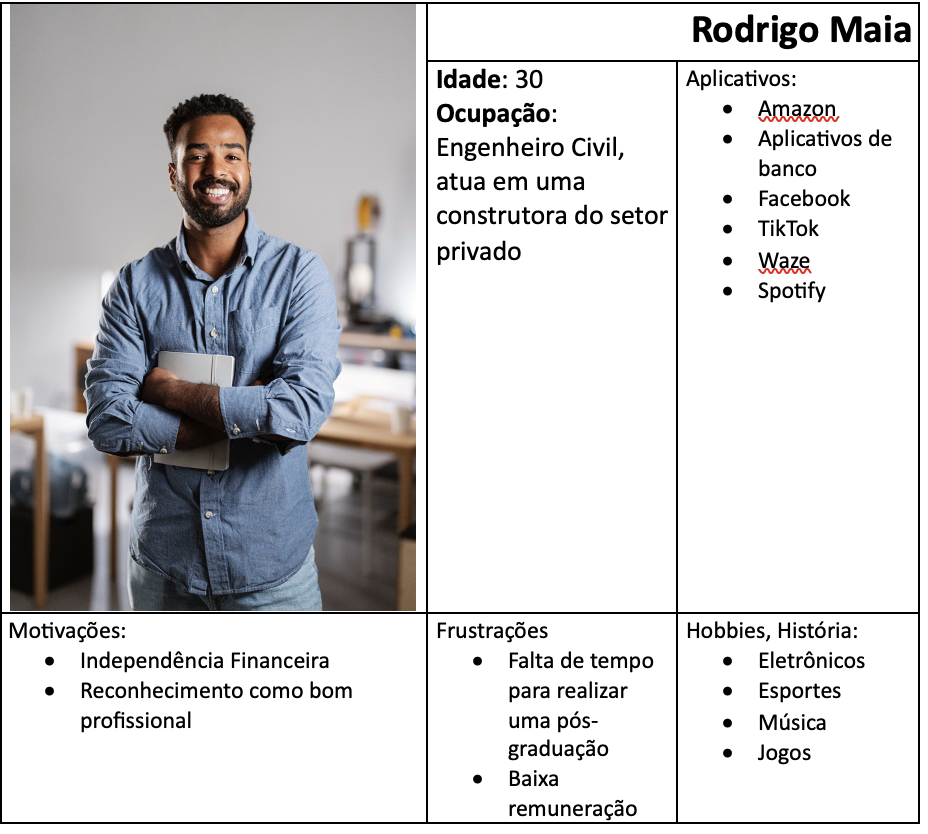 Rodrigo Maia
Idade: 30
Ocupação:
Engenheiro Civil,
atua em uma
construtora do setor
privado
Aplicativos:
• Amazon
• Aplicativos de
banco
• Facebook
• TikTok
• Waze
• Spotify
Motivações:
• Independência Financeira
• Reconhecimento como bom
profissional
Frustrações
• Falta de tempo
para realizar
uma pós-
graduação
• Baixa
remuneração
Hobbies, História:
• Eletrônicos
• Esportes
• Música
• Jogos